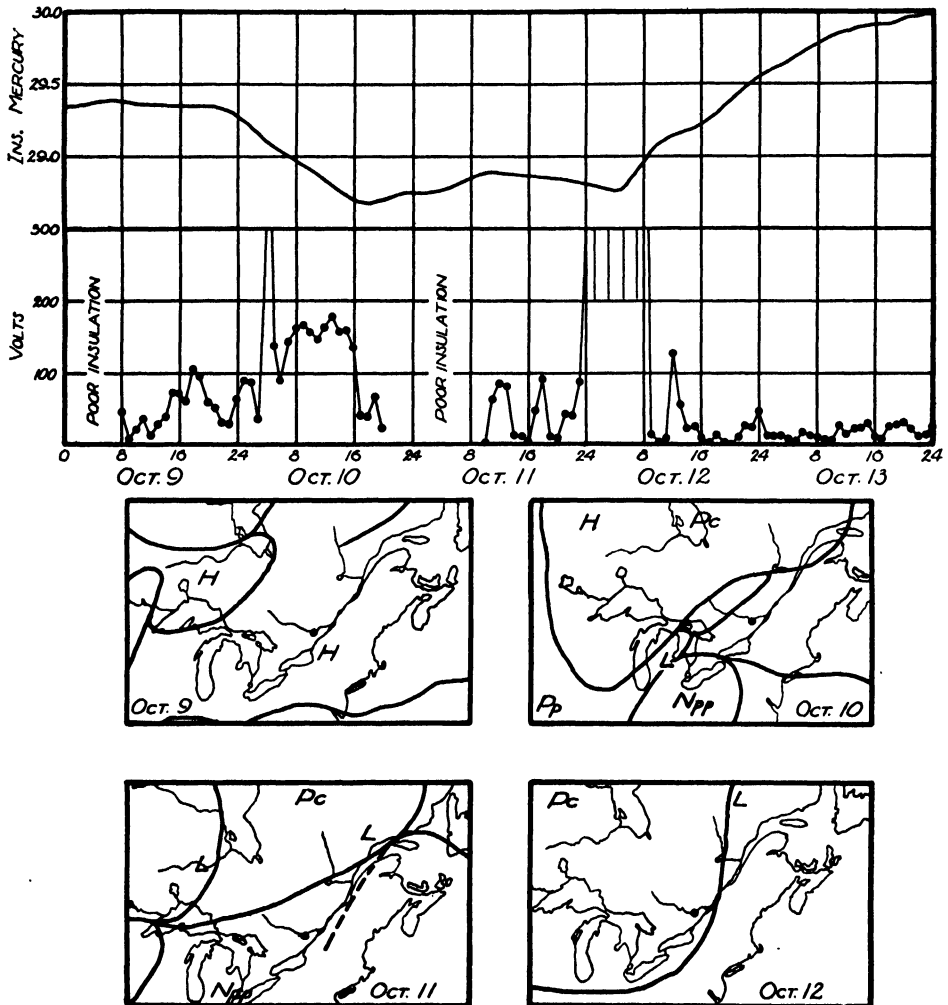 30.0
29.5
29.0
INS. MERCURY
300
200
100
VOLTS
POOR INSULATION
POOR INSULATION
0 8 16 24 8 16 24 8 16 24 8 16 24 8 16 24
OCT. 9 OCT. 10 OCT. 11 OCT. 12 OCT. 13
H
H
OCT. 9
H Pc
L
Pp Npp OCT. 10
Pc
L
L
Npp OCT. 11
Pc L
OCT. 12